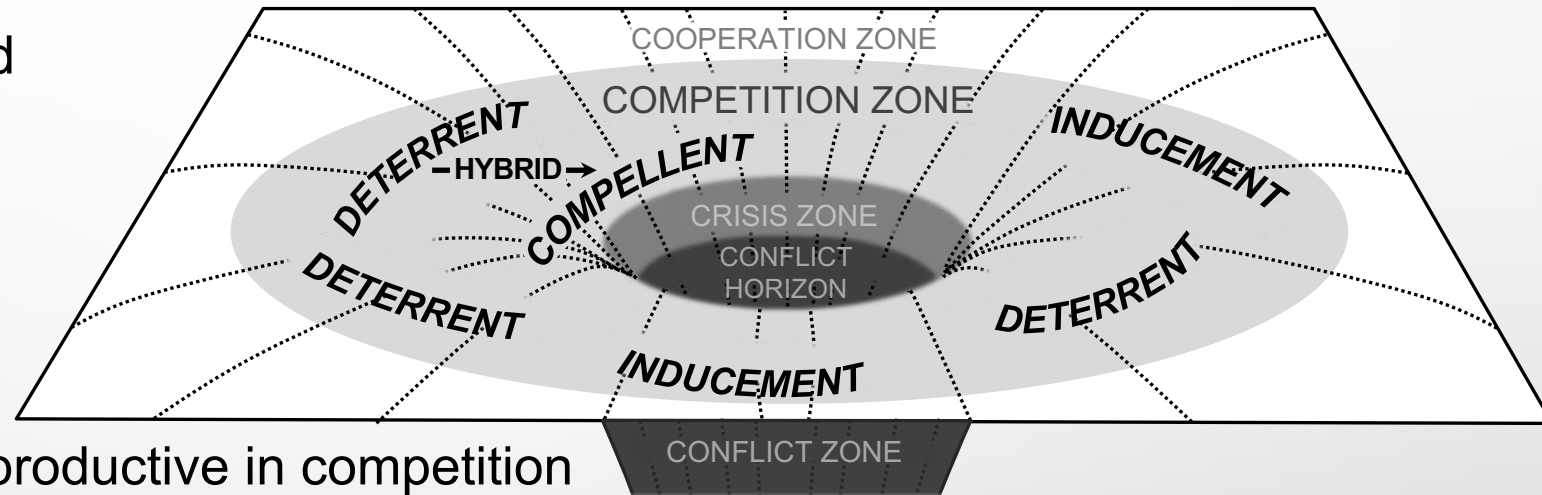 d
COOPERATION ZONE
COMPETITION ZONE
DETERRENT
HYBRID
COMPELLENT
INDUCEMENT
CRISIS ZONE
CONFLICT
HORIZON
DETERRENT
DETERRENT
INDUCEMENT
CONFLICT ZONE
productive in competition